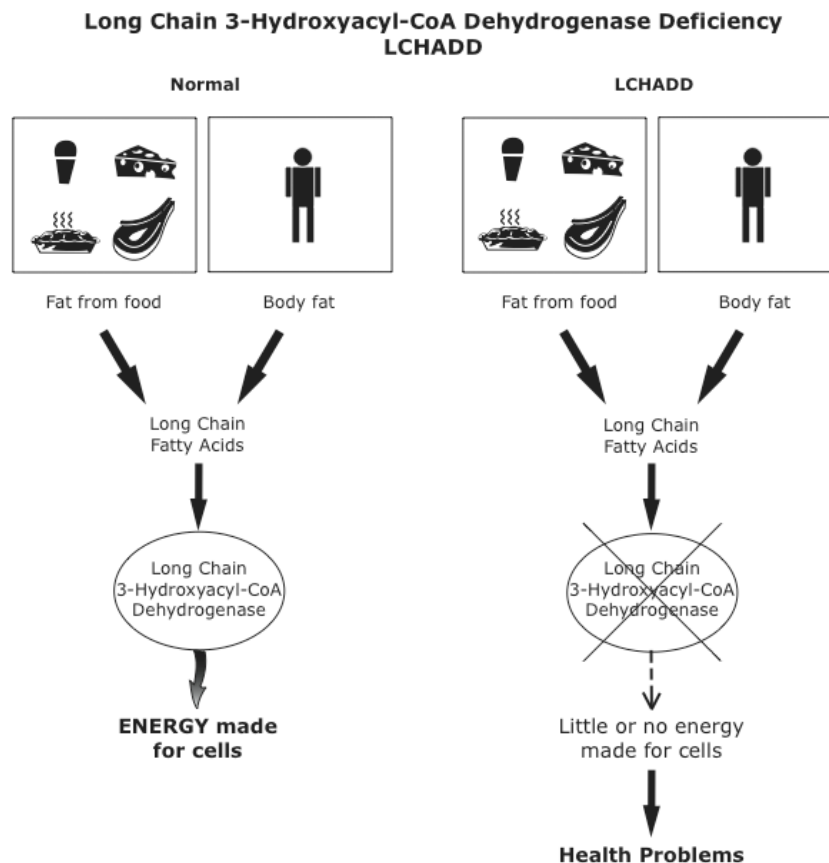 Long Chain 3-Hydroxyacyl-CoA Dehydrogenase Deficiency
LCHADD
Normal
Fat from food
Body fat
Long Chain
Fatty Acids
Long Chain
3-Hydroxyacyl-CoA
Dehydrogenase
ENERGY made
for cells
LCHADD
Fat from food
Body fat
Long Chain
Fatty Acids
Long Chain
3-Hydroxyacyl-CoA
Dehydrogenase
Little or no energy
made for cells
Health Problems